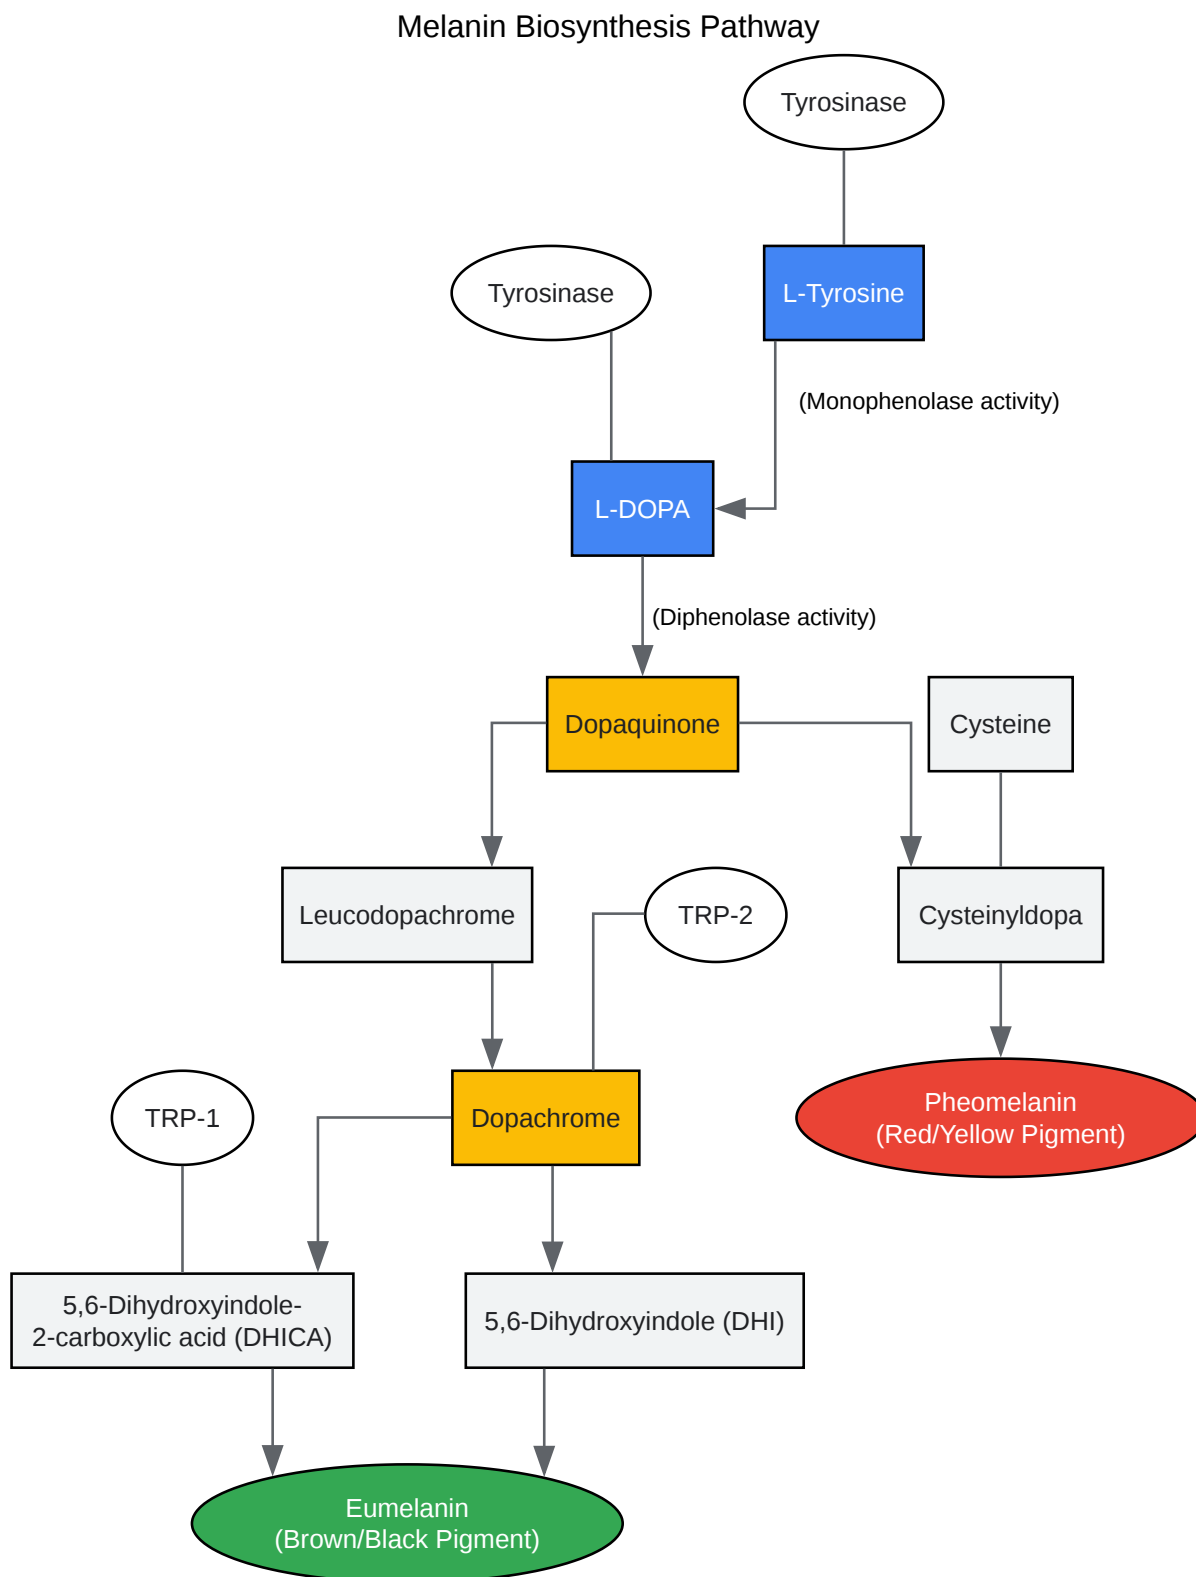 Melanin Biosynthesis Pathway
Tyrosinase
Tyrosinase
L-Tyrosine
(Monophenolase activity)
L-DOPA
(Diphenolase activity)
Dopaquinone
Cysteine
Leucodopachrome
TRP-2
Cysteinyldopa
TRP-1
Dopachrome
Pheomelanin
(Red/Yellow Pigment)
5,6-Dihydroxyindole-
2-carboxylic acid (DHICA)
5,6-Dihydroxyindole (DHI)
Eumelanin
(Brown/Black Pigment)